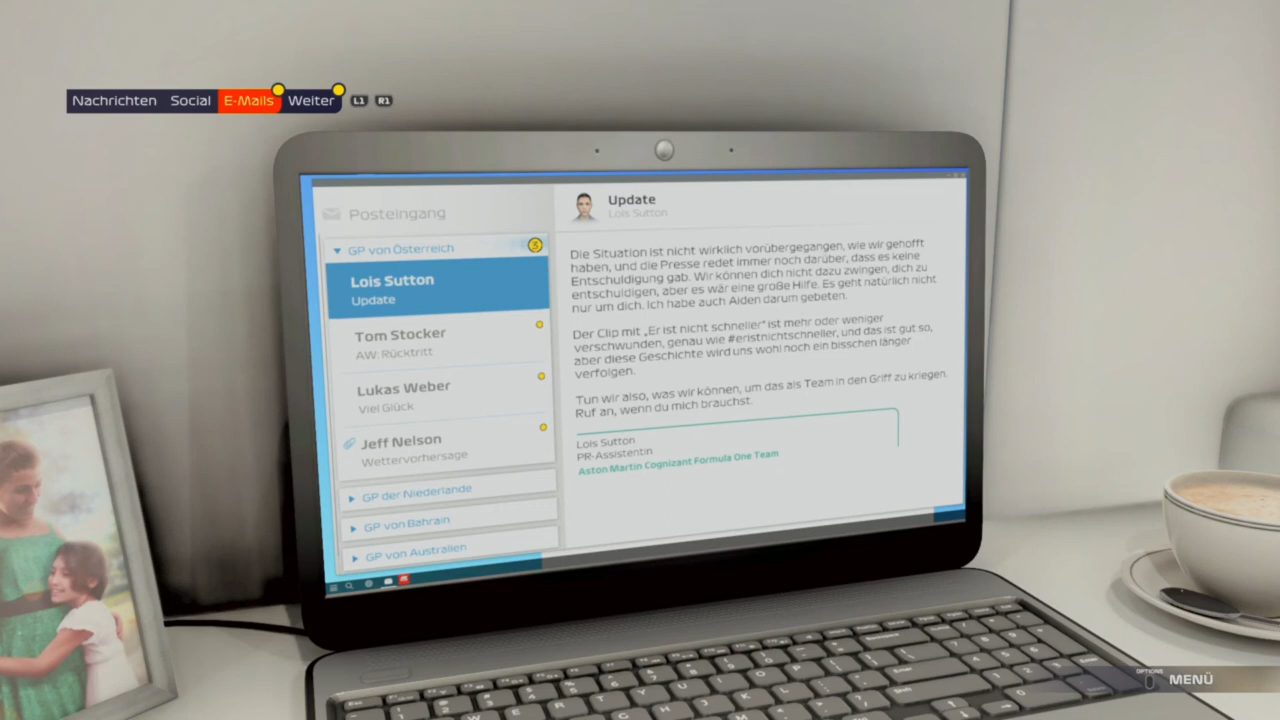 Nachrichten Social E-Mails Weiter L1 R1
Posteingang
GP von Österreich 3
Lois Sutton
Update
Tom Stocker
AW: Rücktritt
Lukas Weber
Viel Glück
Jeff Nelson
Wettervorhersage
GP der Niederlande
GP von Bahrain
GP von Australien
Update
Lois Sutton
Die Situation ist nicht wirklich vorübergegangen, wie wir gehofft
haben, und die Presse redet immer noch darüber, dass es keine
Entschuldigung gab. Wir können dich nicht dazu zwingen, dich zu
entschuldigen, aber es wär eine große Hilfe. Es geht natürlich nicht
nur um dich. Ich habe auch Aiden darum gebeten.
Der Clip mit „Er ist nicht schneller" ist mehr oder weniger
verschwunden, genau wie #eristnichtschneller, und das ist gut so,
aber diese Geschichte wird uns wohl noch ein bisschen länger
verfolgen.
Tun wir also, was wir können, um das als Team in den Griff zu kriegen.
Ruf an, wenn du mich brauchst.
Lois Sutton
PR-Assistentin
Aston Martin Cognizant Formula One Team
OPTIONS
MENÜ